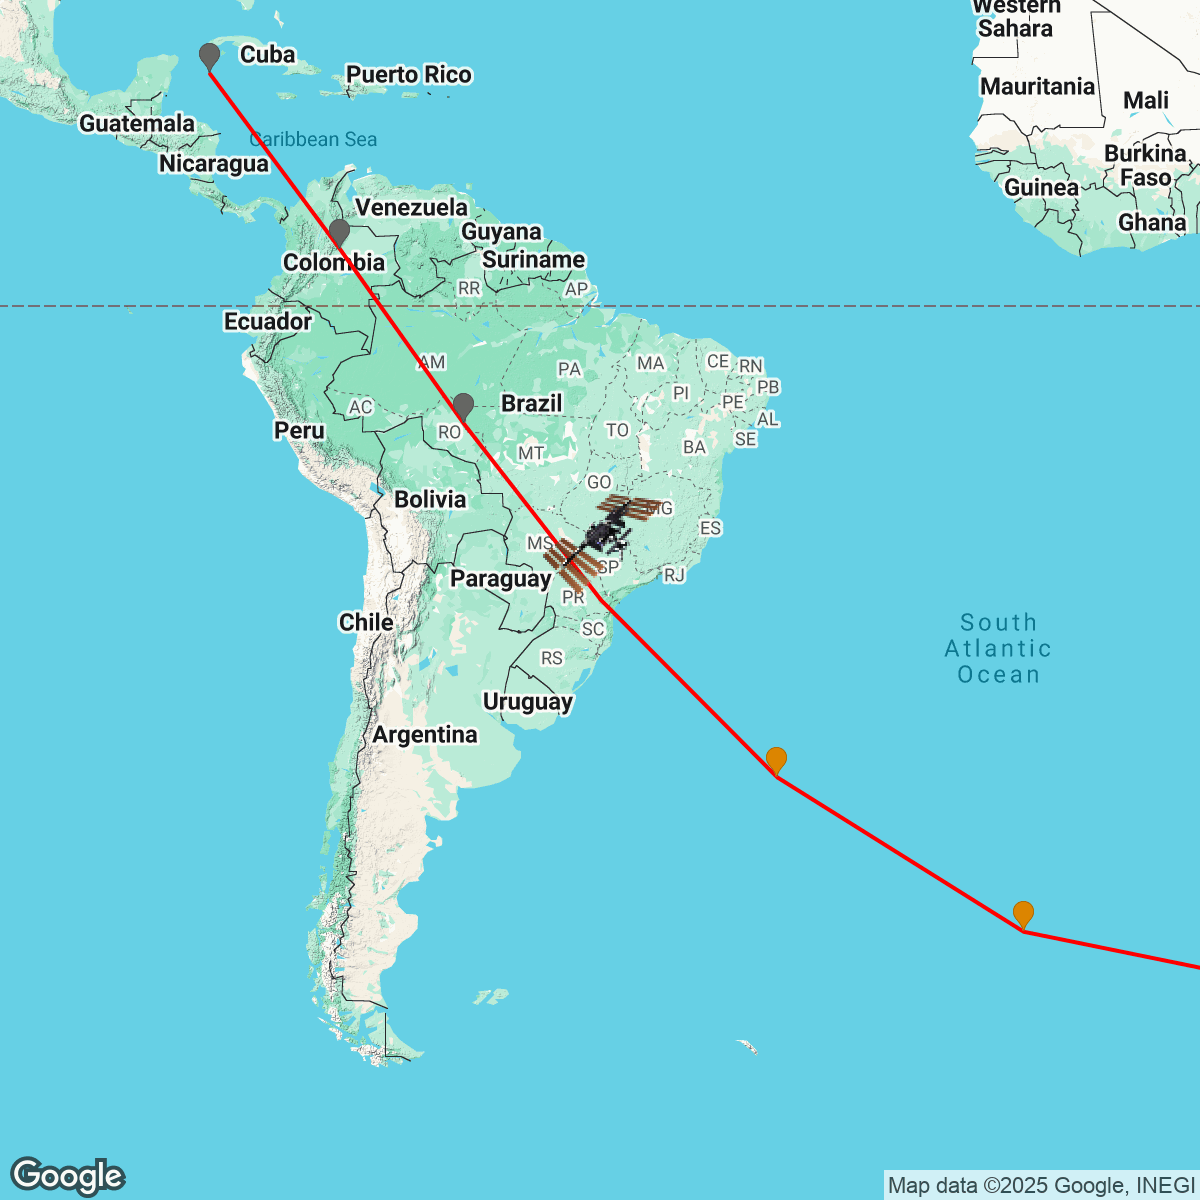 Western
Sahara
Cuba
Puerto Rico
Mauritania
Mali
Guatemala
Caribbean Sea
Nicaragua
Burkina
Faso
Guinea
Venezuela
Ghana
Guyana
Colombia
Suriname
RR
AP
Ecuador
AM
PA
MA
CE
RN
PB
PI
PE
AC
Brazil
AL
Peru
RO
TO
SE
MT
BA
GO
Bolivia
MG
ES
MS
SP
Paraguay
RJ
PR
Chile
SC
South
Atlantic
Ocean
RS
Uruguay
Argentina
Google
Map data ©2025 Google, INEGI